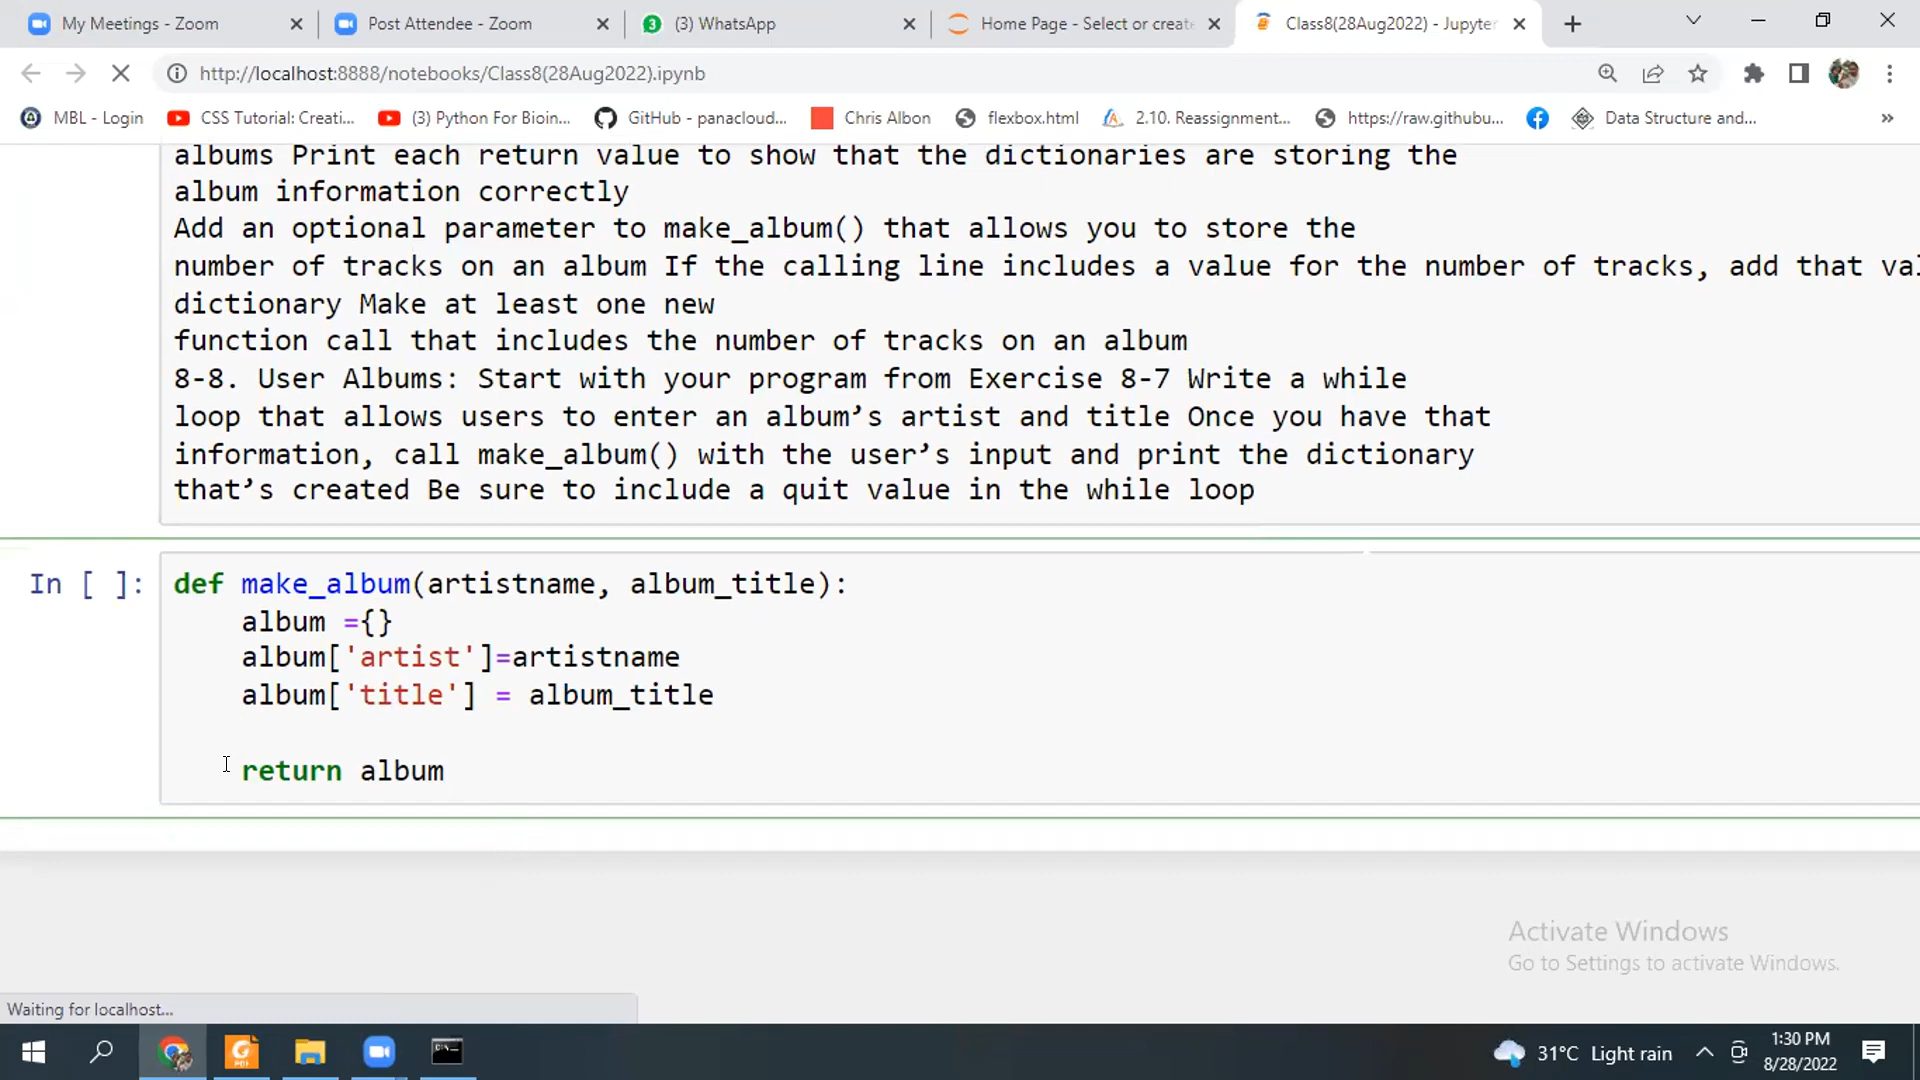 My Meetings - Zoom
Post Attendee - Zoom
3
(3) WhatsApp
Home Page - Select or create
Class8(28Aug2022) - Jupyter
http://localhost:8888/notebooks/Class8(28Aug2022).ipynb
MBL - Login
CSS Tutorial: Creati...
(3) Python For Bioin...
GitHub - panacloud...
Chris Albon
flexbox.html
2.10. Reassignment...
https://raw.githubu...
Data Structure and...
»
albums Print each return value to show that the dictionaries are storing the
album information correctly
Add an optional parameter to make_album() that allows you to store the
number of tracks on an album If the calling line includes a value for the number of tracks, add that val
dictionary Make at least one new
function call that includes the number of tracks on an album
8-8. User Albums: Start with your program from Exercise 8-7 Write a while
loop that allows users to enter an album’s artist and title Once you have that
information, call make_album() with the user’s input and print the dictionary
that’s created Be sure to include a quit value in the while loop
In [ ]:
def make_album(artistname, album_title):
album ={}
album['artist']=artistname
album['title'] = album_title
return album
Activate Windows
Go to Settings to activate Windows.
Waiting for localhost...
31°C Light rain
1:30 PM
8/28/2022